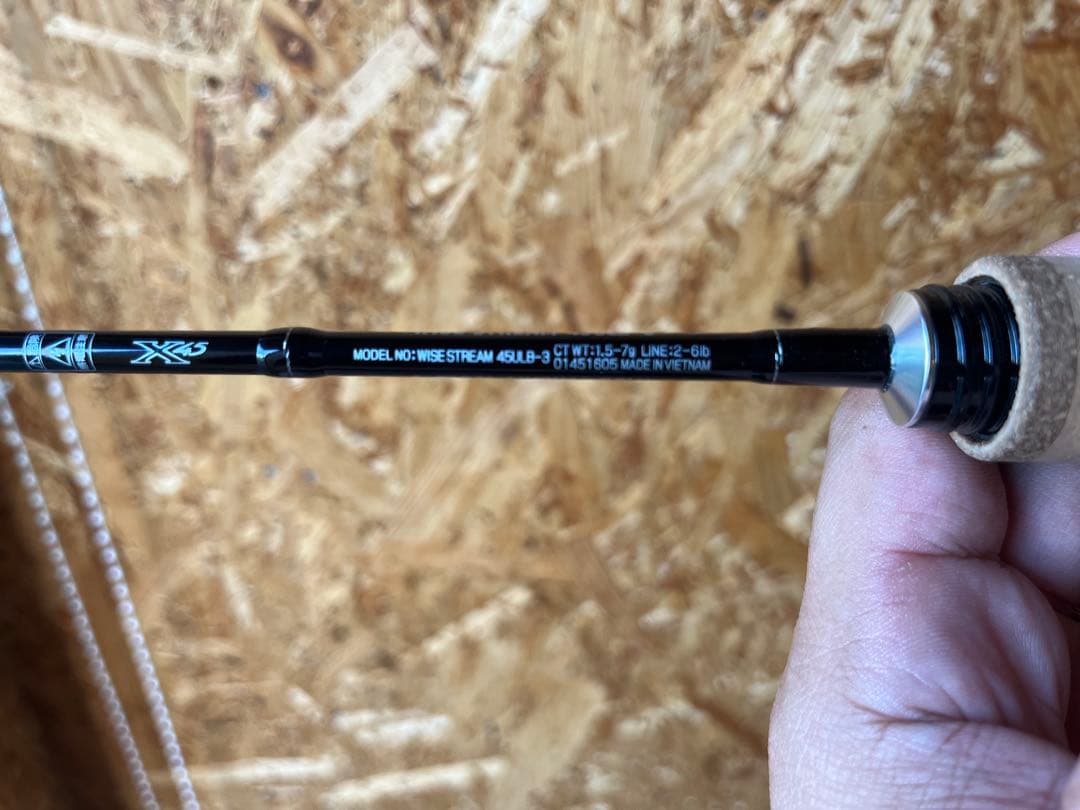 X45
MODEL NO:WISE STREAM 45ULB-3
CT WT:1.5-7g LINE:2-6lb
01451605 MADE IN VIETNAM